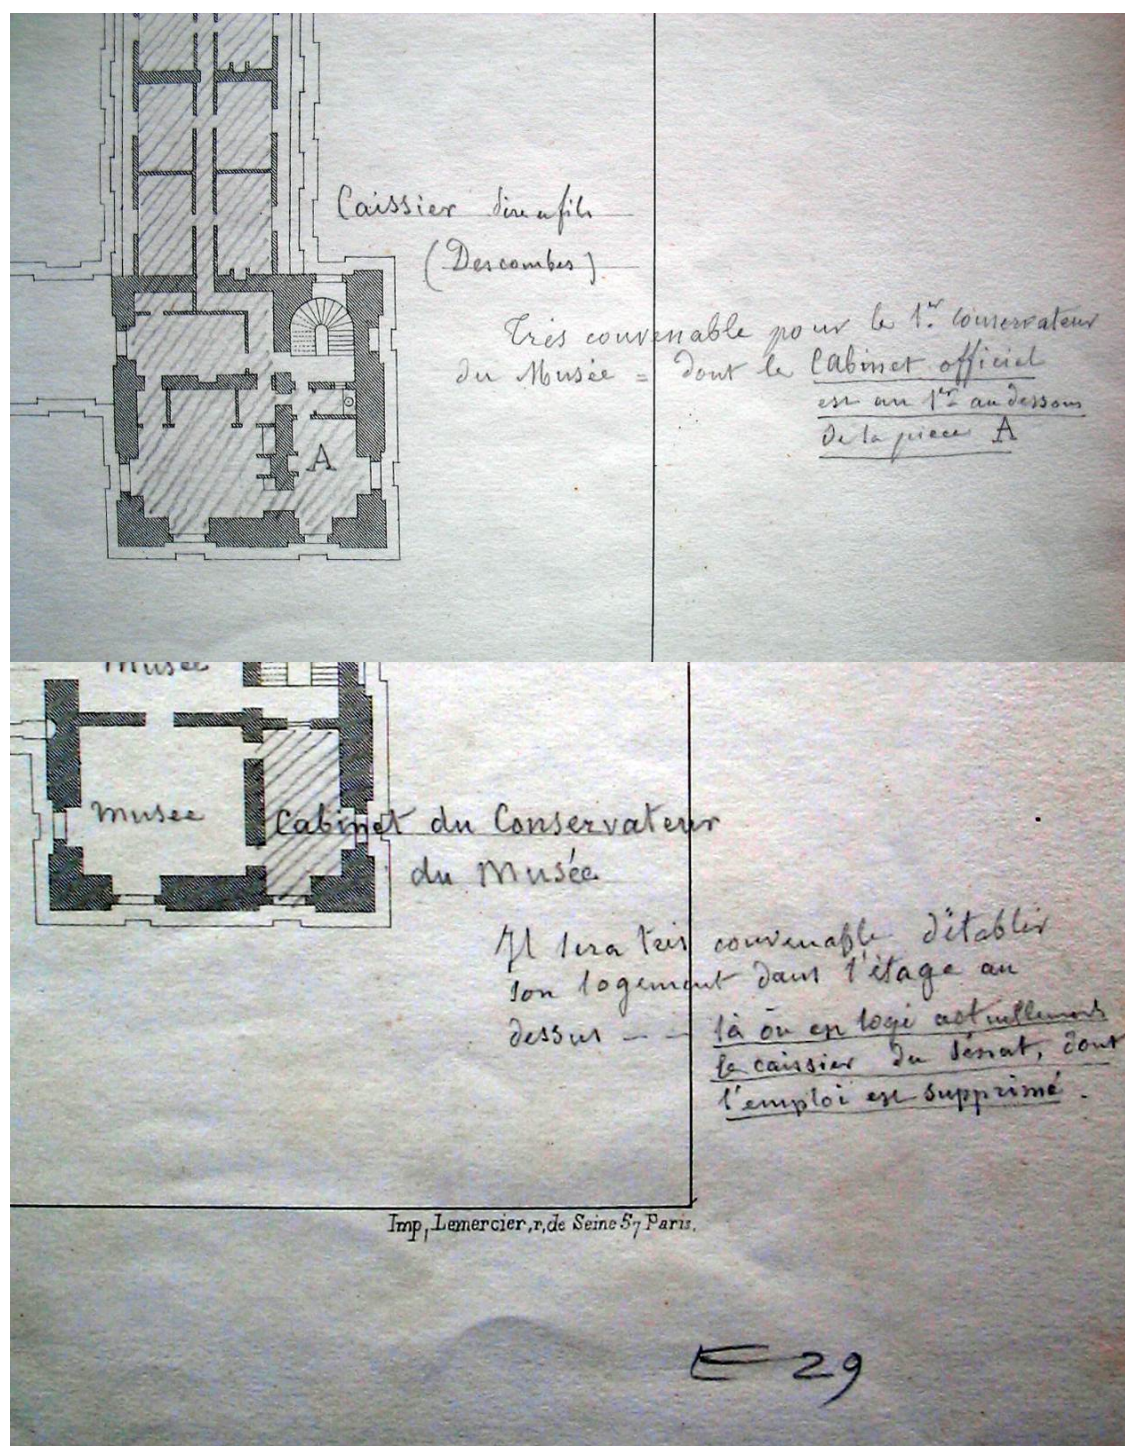 Caissier
(Descombes)
Très convenable pour le 1er conservateur
du Musée = dont le Cabinet officiel
est au 1er au dessous
de la piece A
A
Musée
Musee
Cabinet du Conservateur
du Musée
Il sera très convenable d'établir
son logement dans l'étage au
dessus - - là où est logé actuellement
le caissier du Sénat, dont
l'emploi est supprimé.
Imp. Lemercier, r. de Seine 57 Paris.
E 29